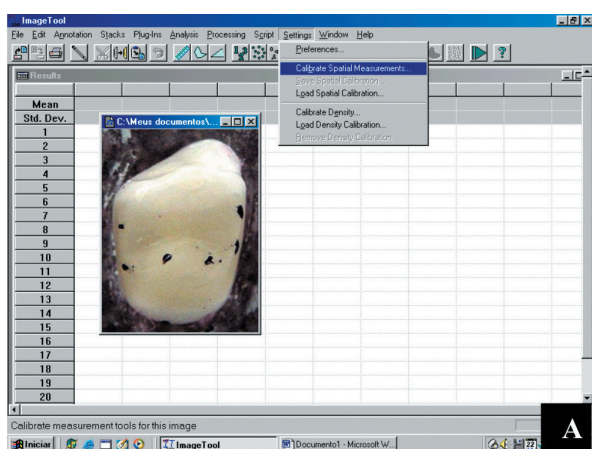 ImageTool
File Edit Annotation Stacks Plug-Ins Analysis Processing Script Settings Window Help
Preferences...
Calibrate Spatial Measurements...
Save Spatial Calibration...
Load Spatial Calibration...
Calibrate Density...
Load Density Calibration...
Remove Density Calibration
Results
Mean
Std. Dev.
C:\Meus documentos\...
1
2
3
4
5
6
7
8
9
10
11
12
13
14
15
16
17
18
19
20
Calibrate measurement tools for this image
Iniciar
ImageTool
Documento1 - Microsoft W...
22
A